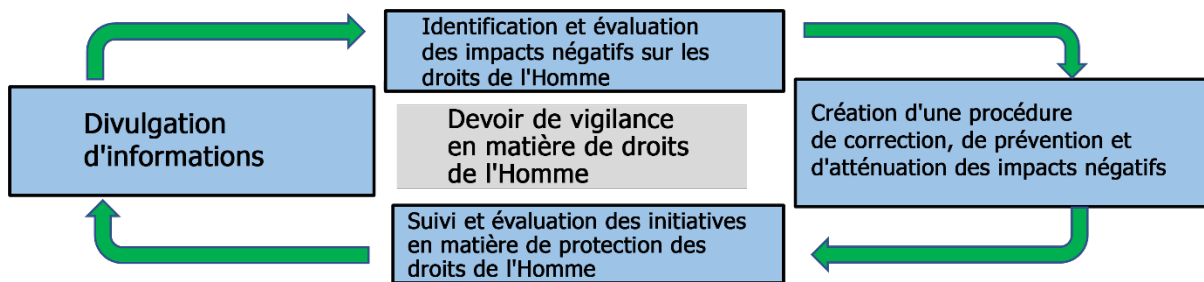 Identification et évaluation
des impacts négatifs sur les
droits de l'Homme
Divulgation
d'informations
Devoir de vigilance
en matière de droits
de l'Homme
Création d'une procédure
de correction, de prévention et
d'atténuation des impacts négatifs
Suivi et évaluation des initiatives
en matière de protection des
droits de l'Homme